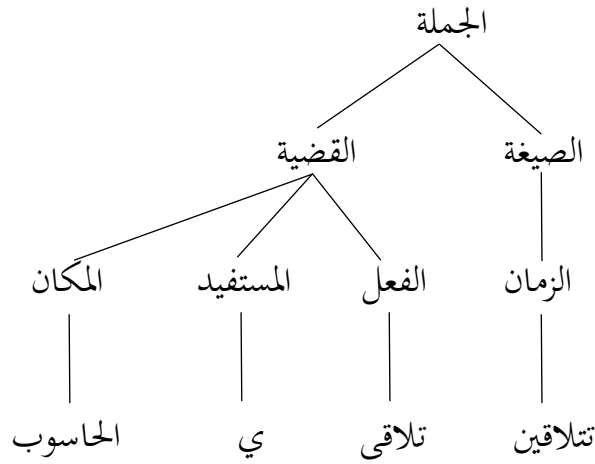 الجملة
القضية الصيغة
المكان المستفيد الفعل الزمان
الحاسوب ي تلاقى تتلاقين